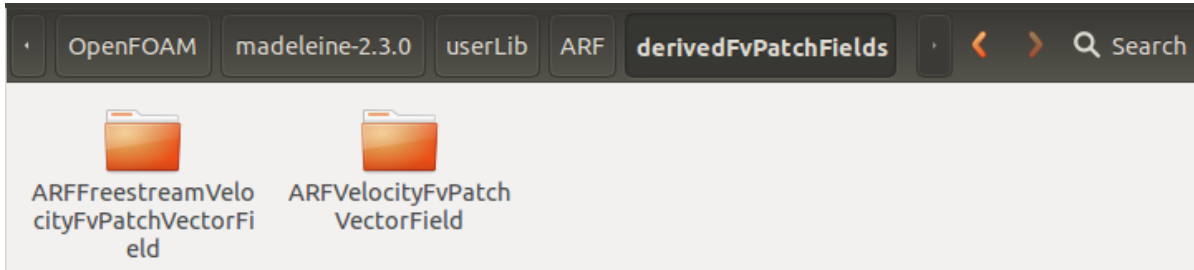 OpenFOAM madeleine-2.3.0 userLib ARF derivedFvPatchFields Search
ARFFreestreamVelo
cityFvPatchVectorFi
eld
ARFVelocityFvPatch
VectorField